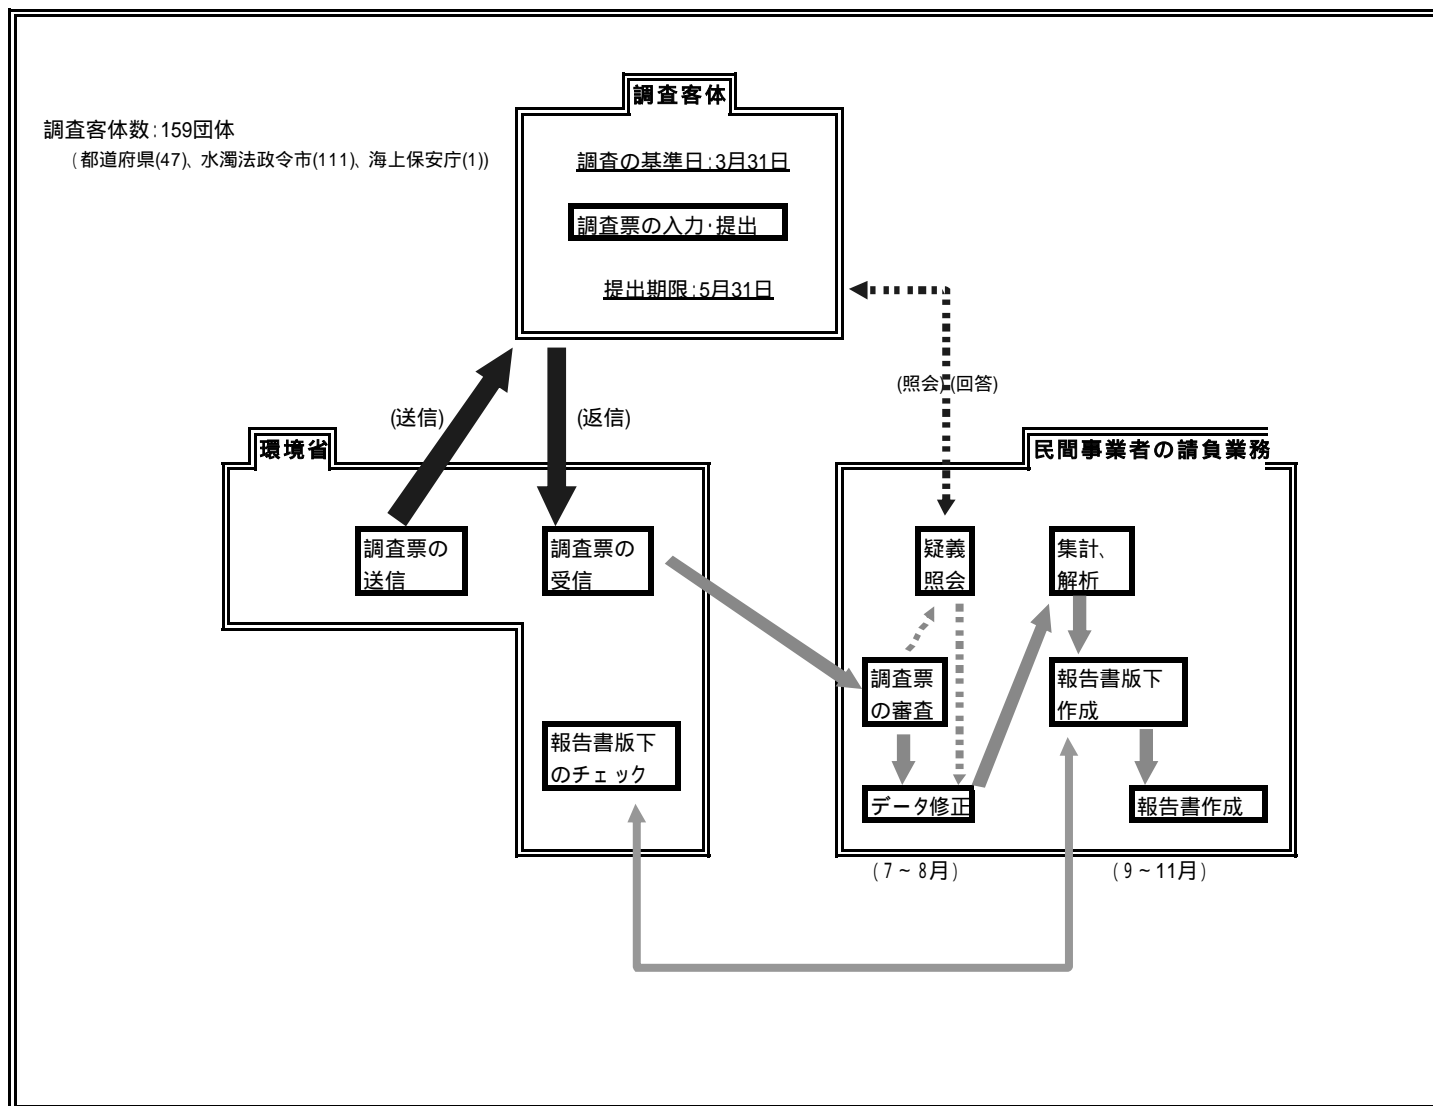 調査客体
調査客体数:159団体
(都道府県(47)、水濁法政令市(111)、海上保安庁(1))
調査の基準日:3月31日
調査票の入力・提出
提出期限:5月31日
(照会)(回答)
(送信)
(返信)
環境省
民間事業者の請負業務
調査票の
送信
調査票の
受信
疑義
照会
集計、
解析
調査票
の審査
報告書版下
作成
報告書版下
のチェック
データ修正
報告書作成
(7~8月)
(9~11月)